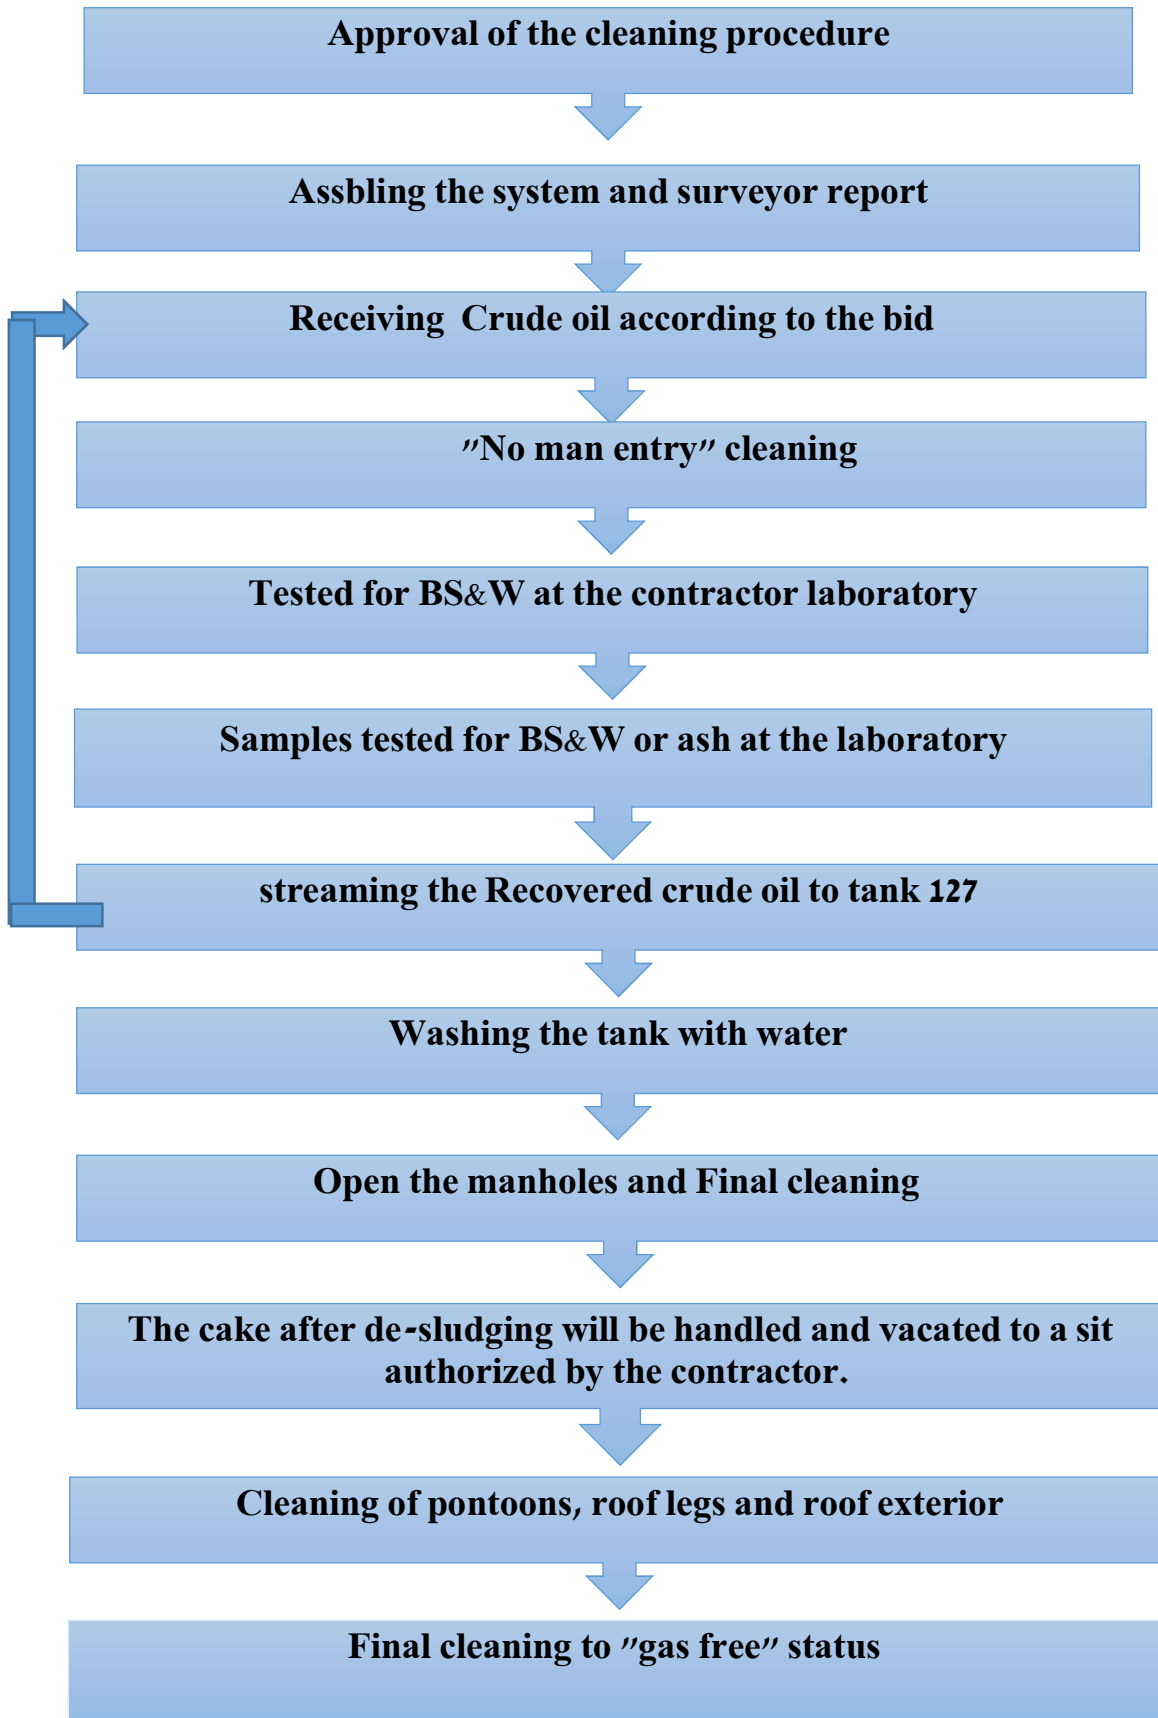 Approval of the cleaning procedure
Assbling the system and surveyor report
Receiving Crude oil according to the bid
"No man entry" cleaning
Tested for BS&W at the contractor laboratory
Samples tested for BS&W or ash at the laboratory
streaming the Recovered crude oil to tank 127
Washing the tank with water
Open the manholes and Final cleaning
The cake after de-sludging will be handled and vacated to a sit
authorized by the contractor.
Cleaning of pontoons, roof legs and roof exterior
Final cleaning to "gas free" status